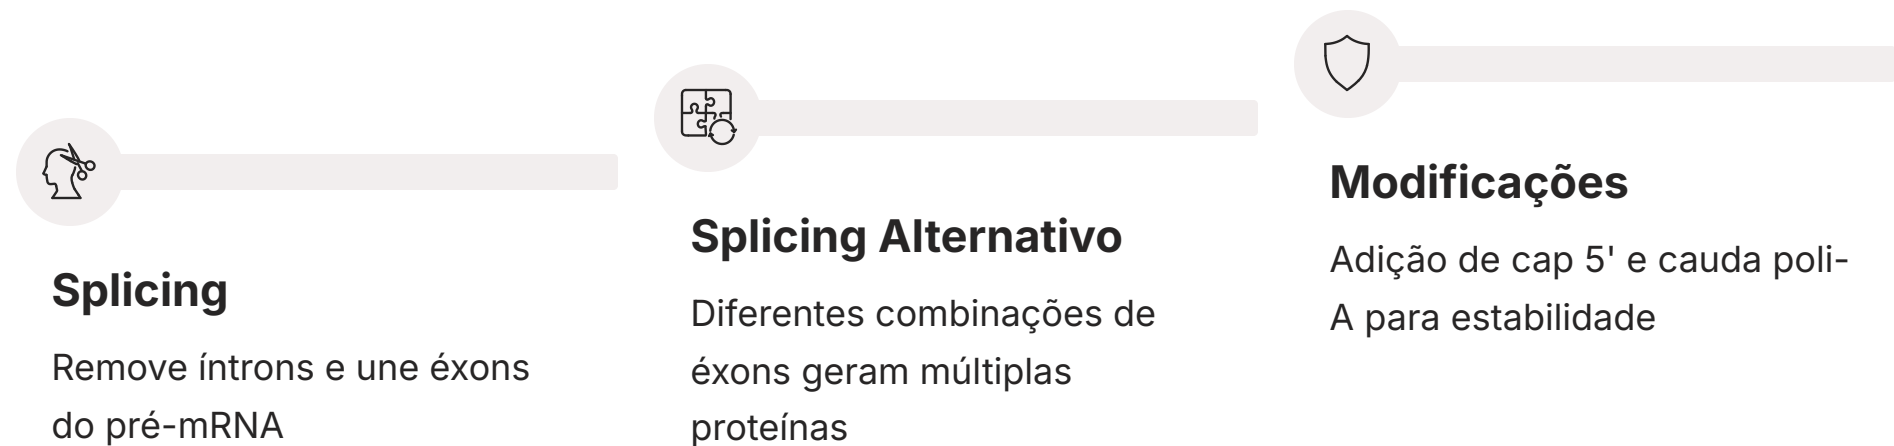 Splicing
Remove íntrons e une éxons
do pré-mRNA
Splicing Alternativo
Diferentes combinações de
éxons geram múltiplas
proteínas
Modificações
Adição de cap 5' e cauda poli-
A para estabilidade